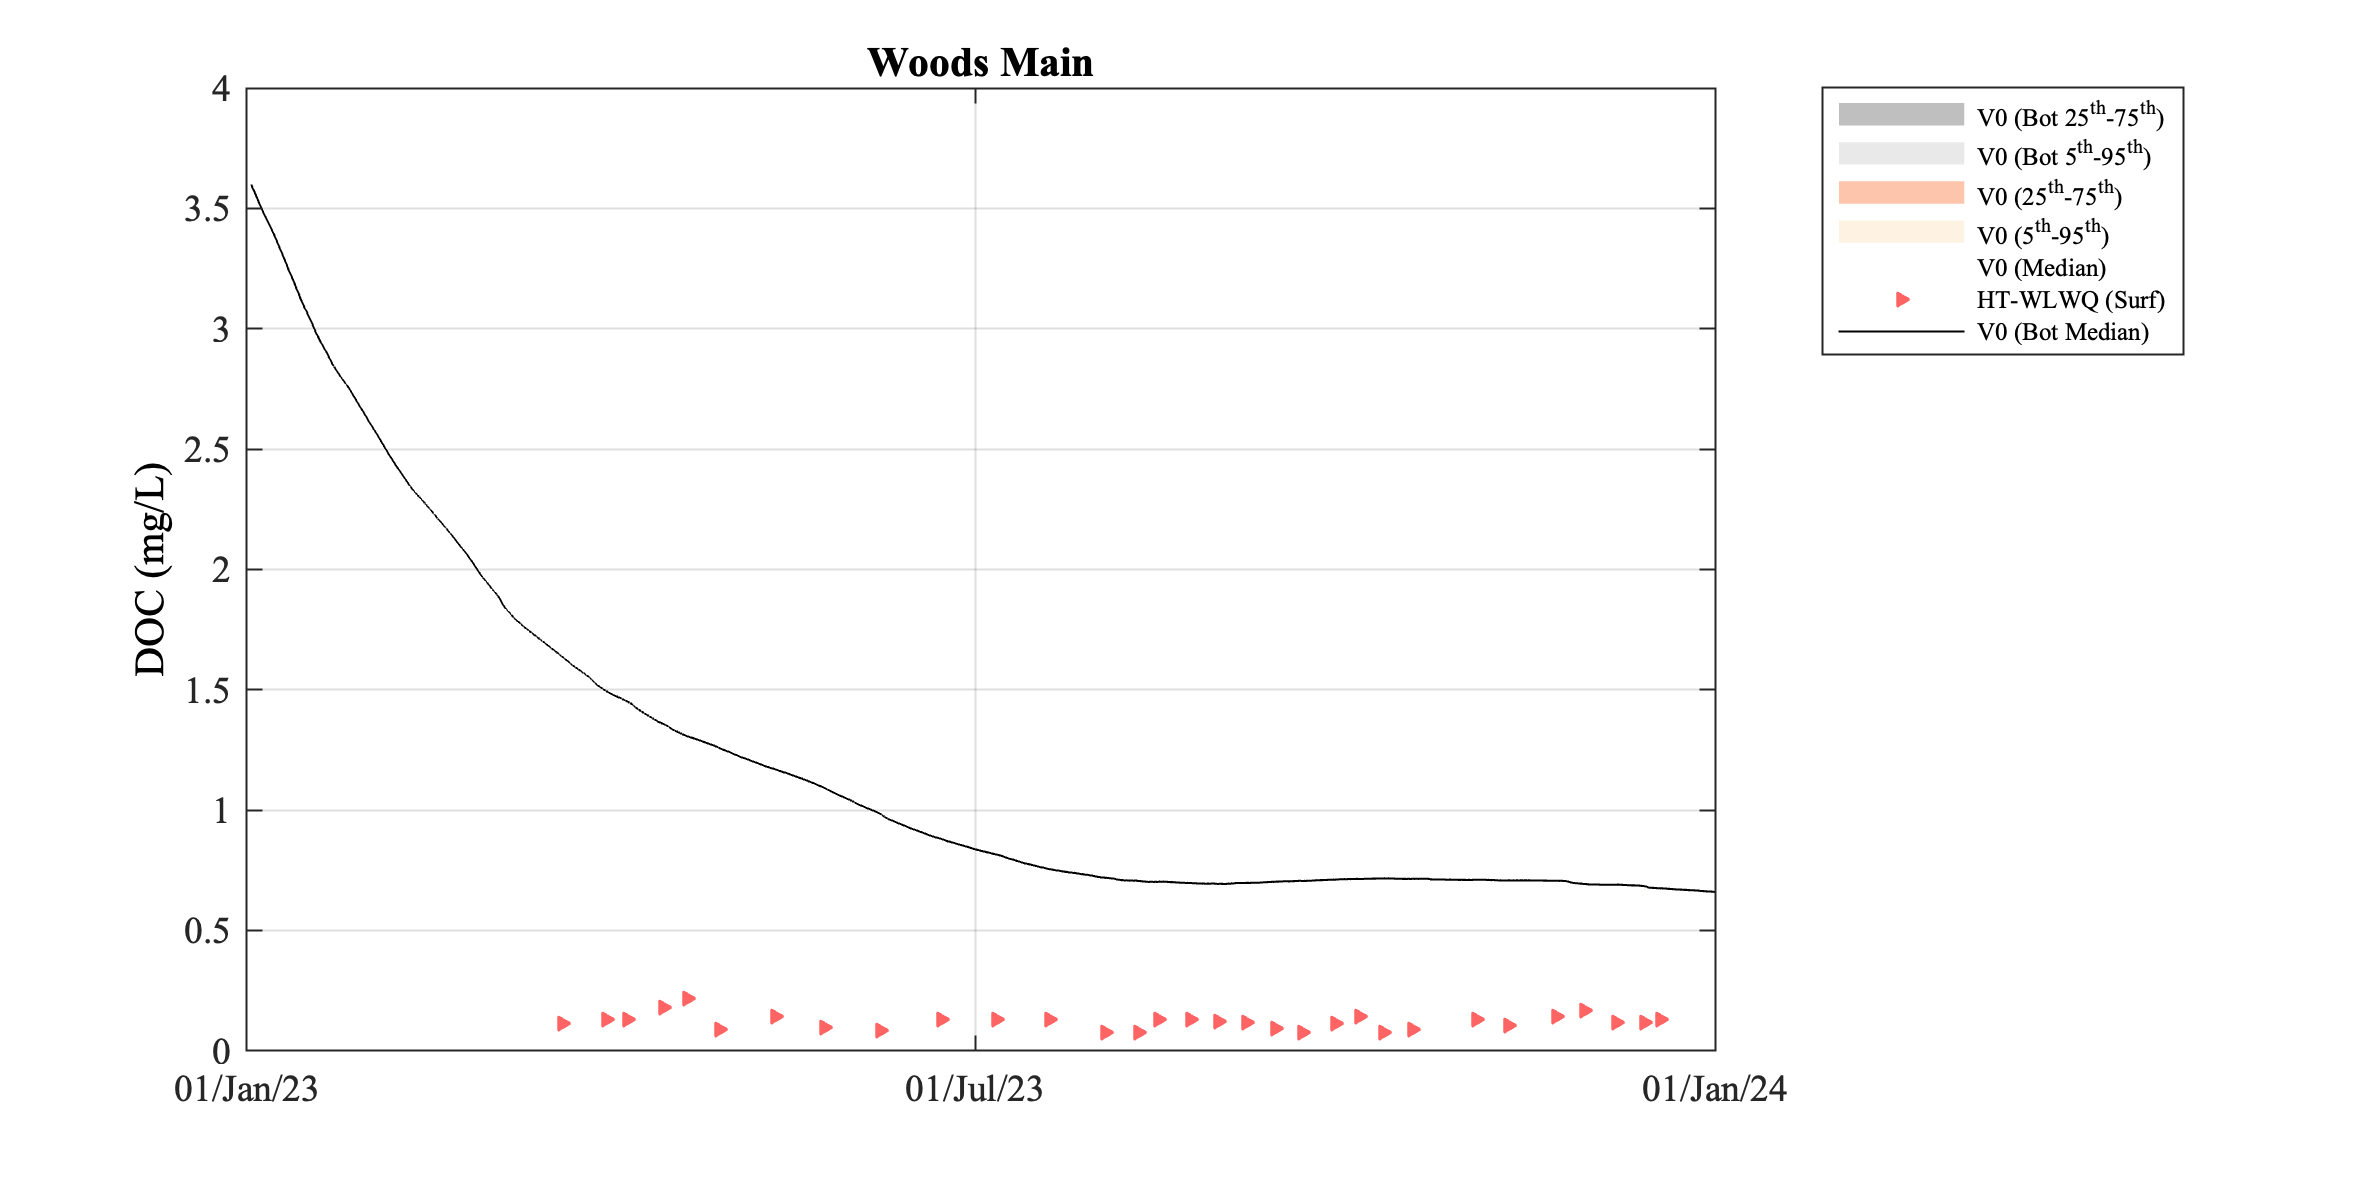 Woods Main
DOC (mg/L)
4
3.5
3
2.5
2
1.5
1
0.5
0
01/Jan/23
01/Jul/23
01/Jan/24
V0 (Bot 25th-75th)
V0 (Bot 5th-95th)
V0 (25th-75th)
V0 (5th-95th)
V0 (Median)
HT-WLWQ (Surf)
V0 (Bot Median)